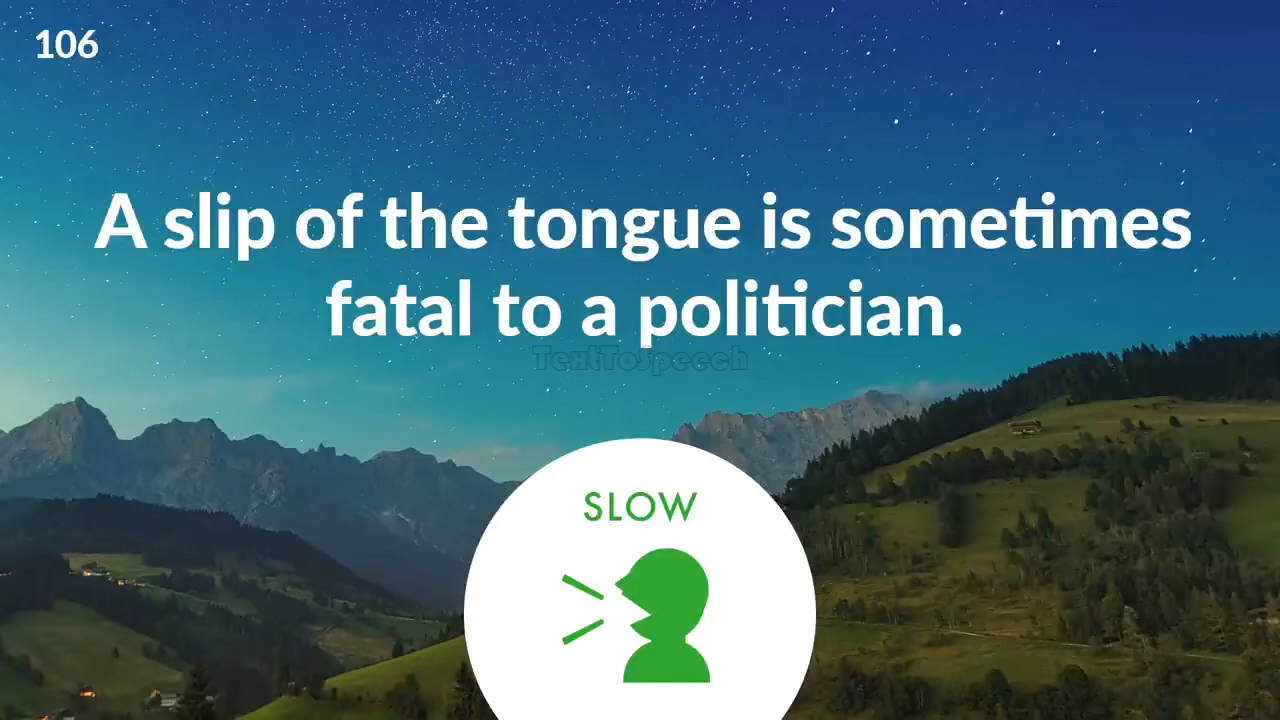 106
A slip of the tongue is sometimes
fatal to a politician.
TextToSpeech
SLOW